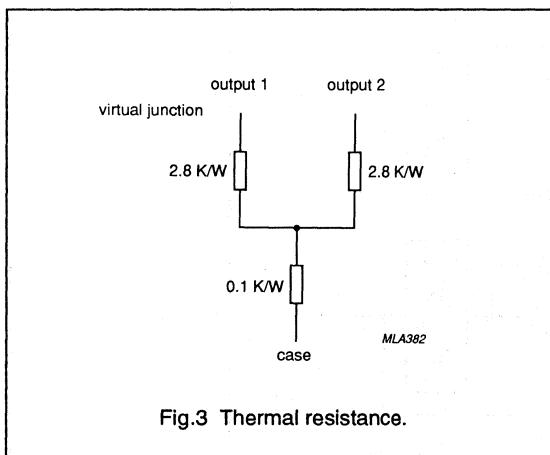 output 1 output 2
virtual junction
2.8 K/W 2.8 K/W
0.1 K/W
MLA382
case
Fig.3 Thermal resistance.